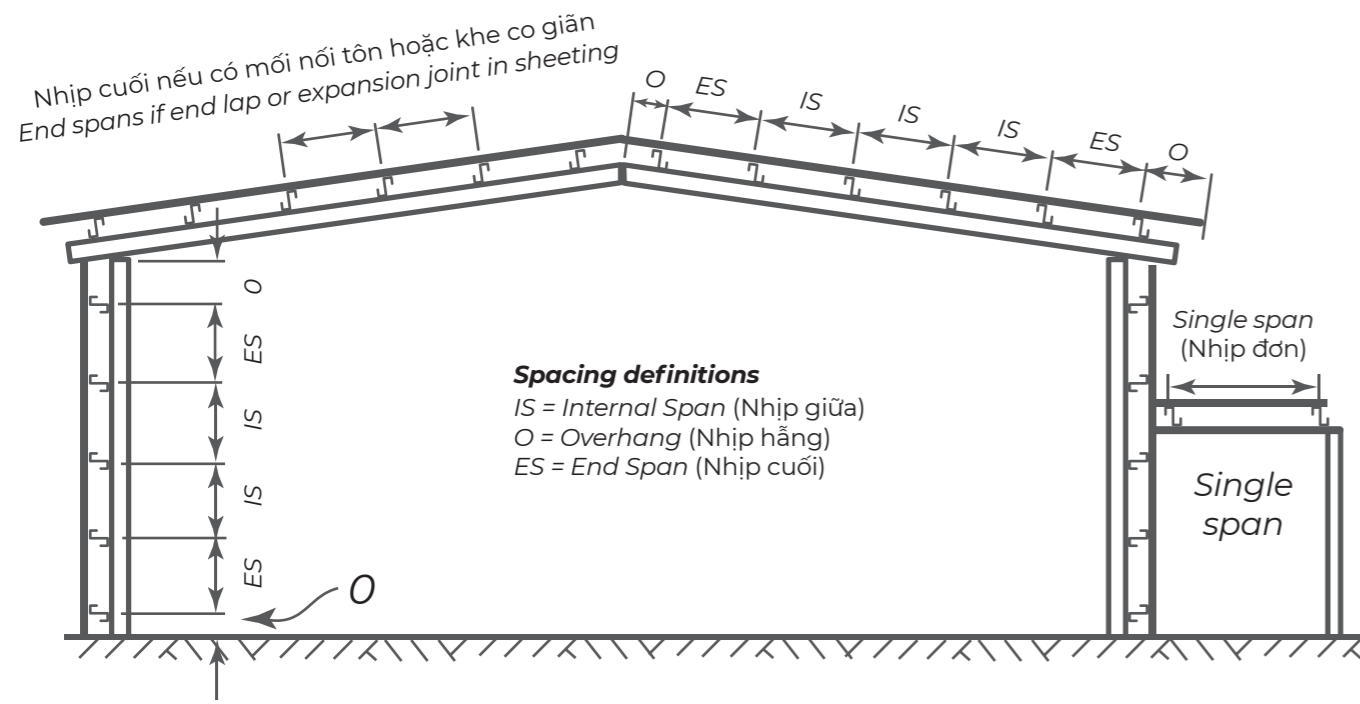 Nhịp cuối nếu có mối nối tôn hoặc khe co giãn
End spans if end lap or expansion joint in sheeting
O
ES
IS
IS
IS
ES
O
O
ES
IS
IS
ES
O
Spacing definitions
IS = Internal Span (Nhịp giữa)
O = Overhang (Nhịp hẫng)
ES = End Span (Nhịp cuối)
Single span
(Nhịp đơn)
Single
span